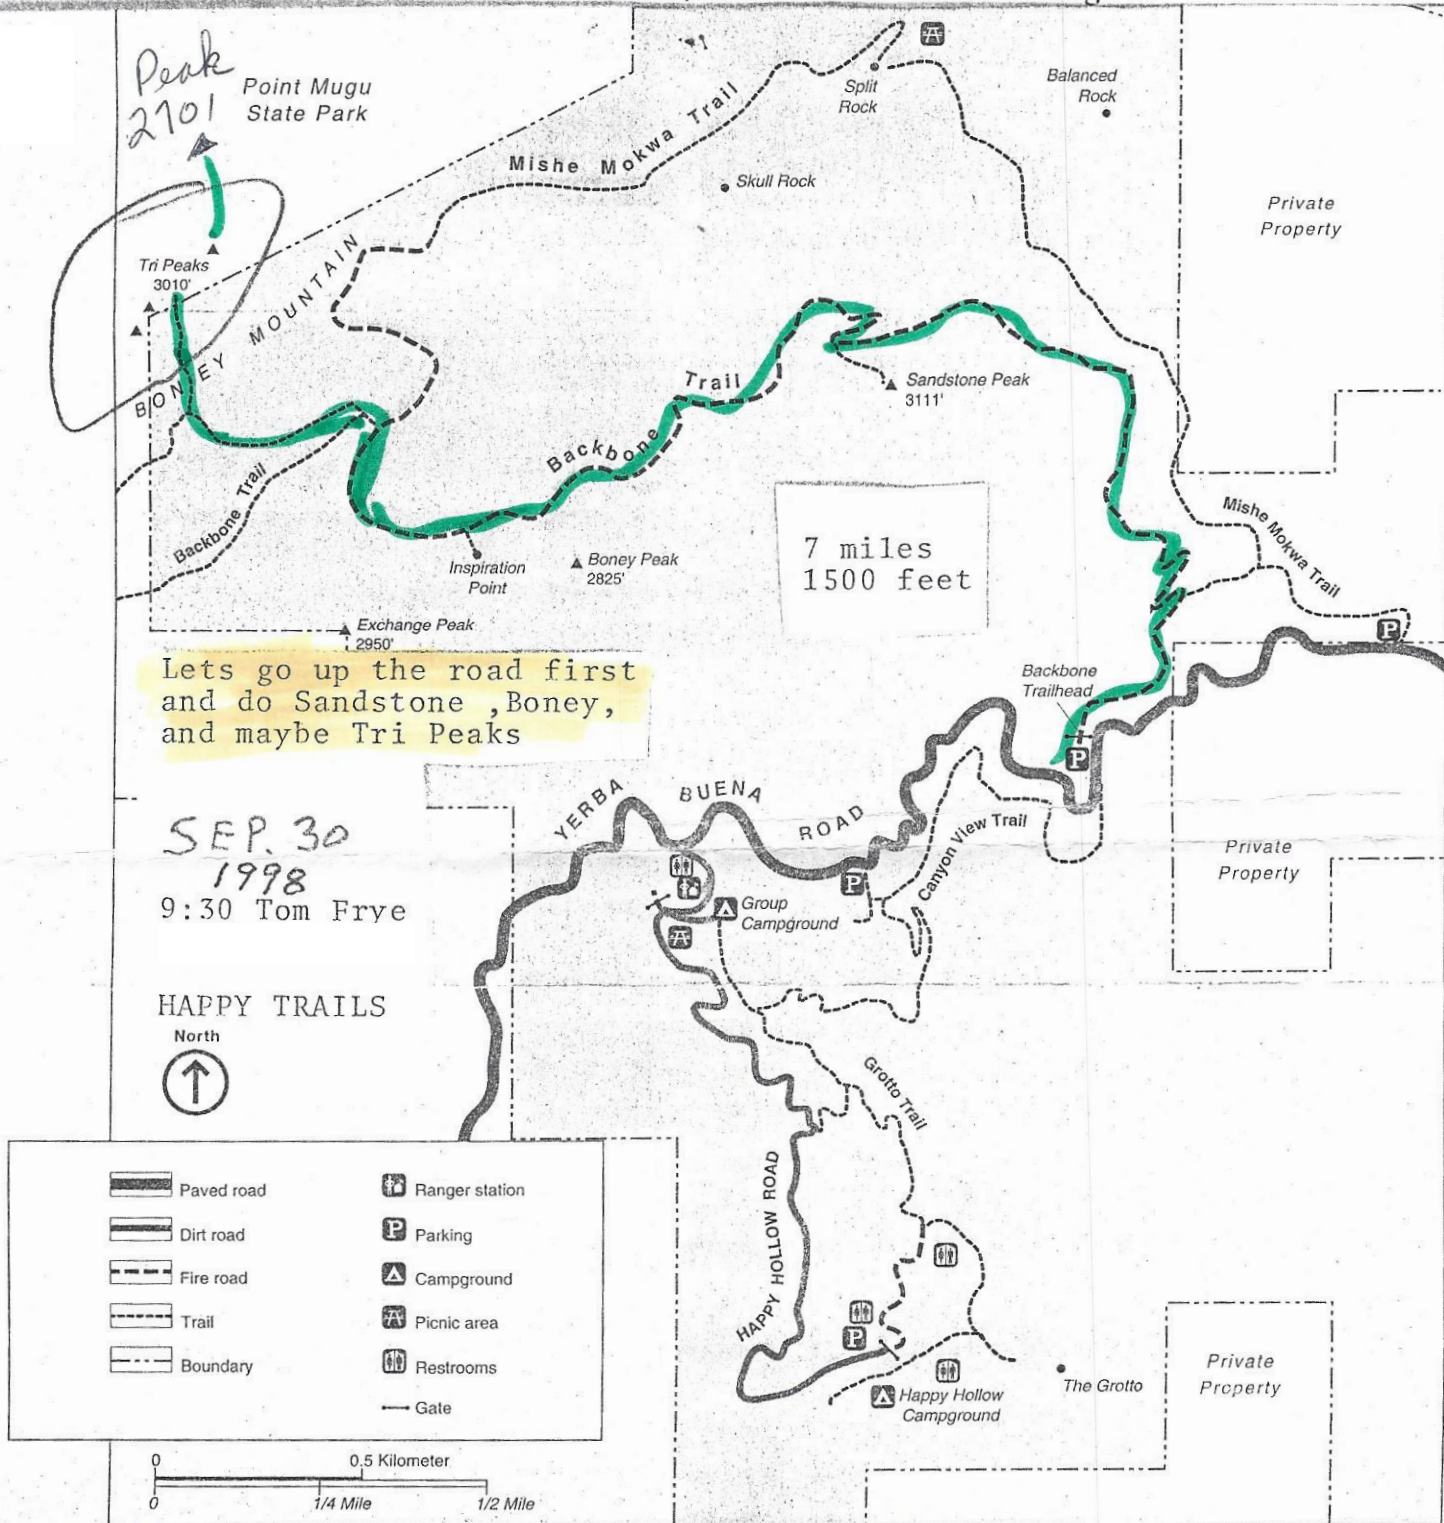 Peak
2701
Point Mugu
State Park
Mishe Mokwa Trail
Split
Rock
Balanced
Rock
Skull Rock
Private
Property
Tri Peaks
3010'
BONEY MOUNTAIN
Trail
Backbone
Sandstone Peak
3111'
Backbone Trail
Inspiration
Point
Boney Peak
2825'
7 miles
1500 feet
Mishe Mokwa Trail
Exchange Peak
2950'
Lets go up the road first
and do Sandstone ,Boney,
and maybe Tri Peaks
Backbone
Trailhead
P
P
YERBA BUENA ROAD
Canyon View Trail
SEP. 30
1998
9:30 Tom Frye
P
Group
Campground
Private
Property
HAPPY TRAILS
North
Grotto Trail
HAPPY HOLLOW ROAD
P
Happy Hollow
Campground
The Grotto
Private
Property
Paved road
Dirt road
Fire road
Trail
Boundary
Ranger station
P Parking
Campground
Picnic area
Restrooms
Gate
0 0.5 Kilometer
0 1/4 Mile 1/2 Mile